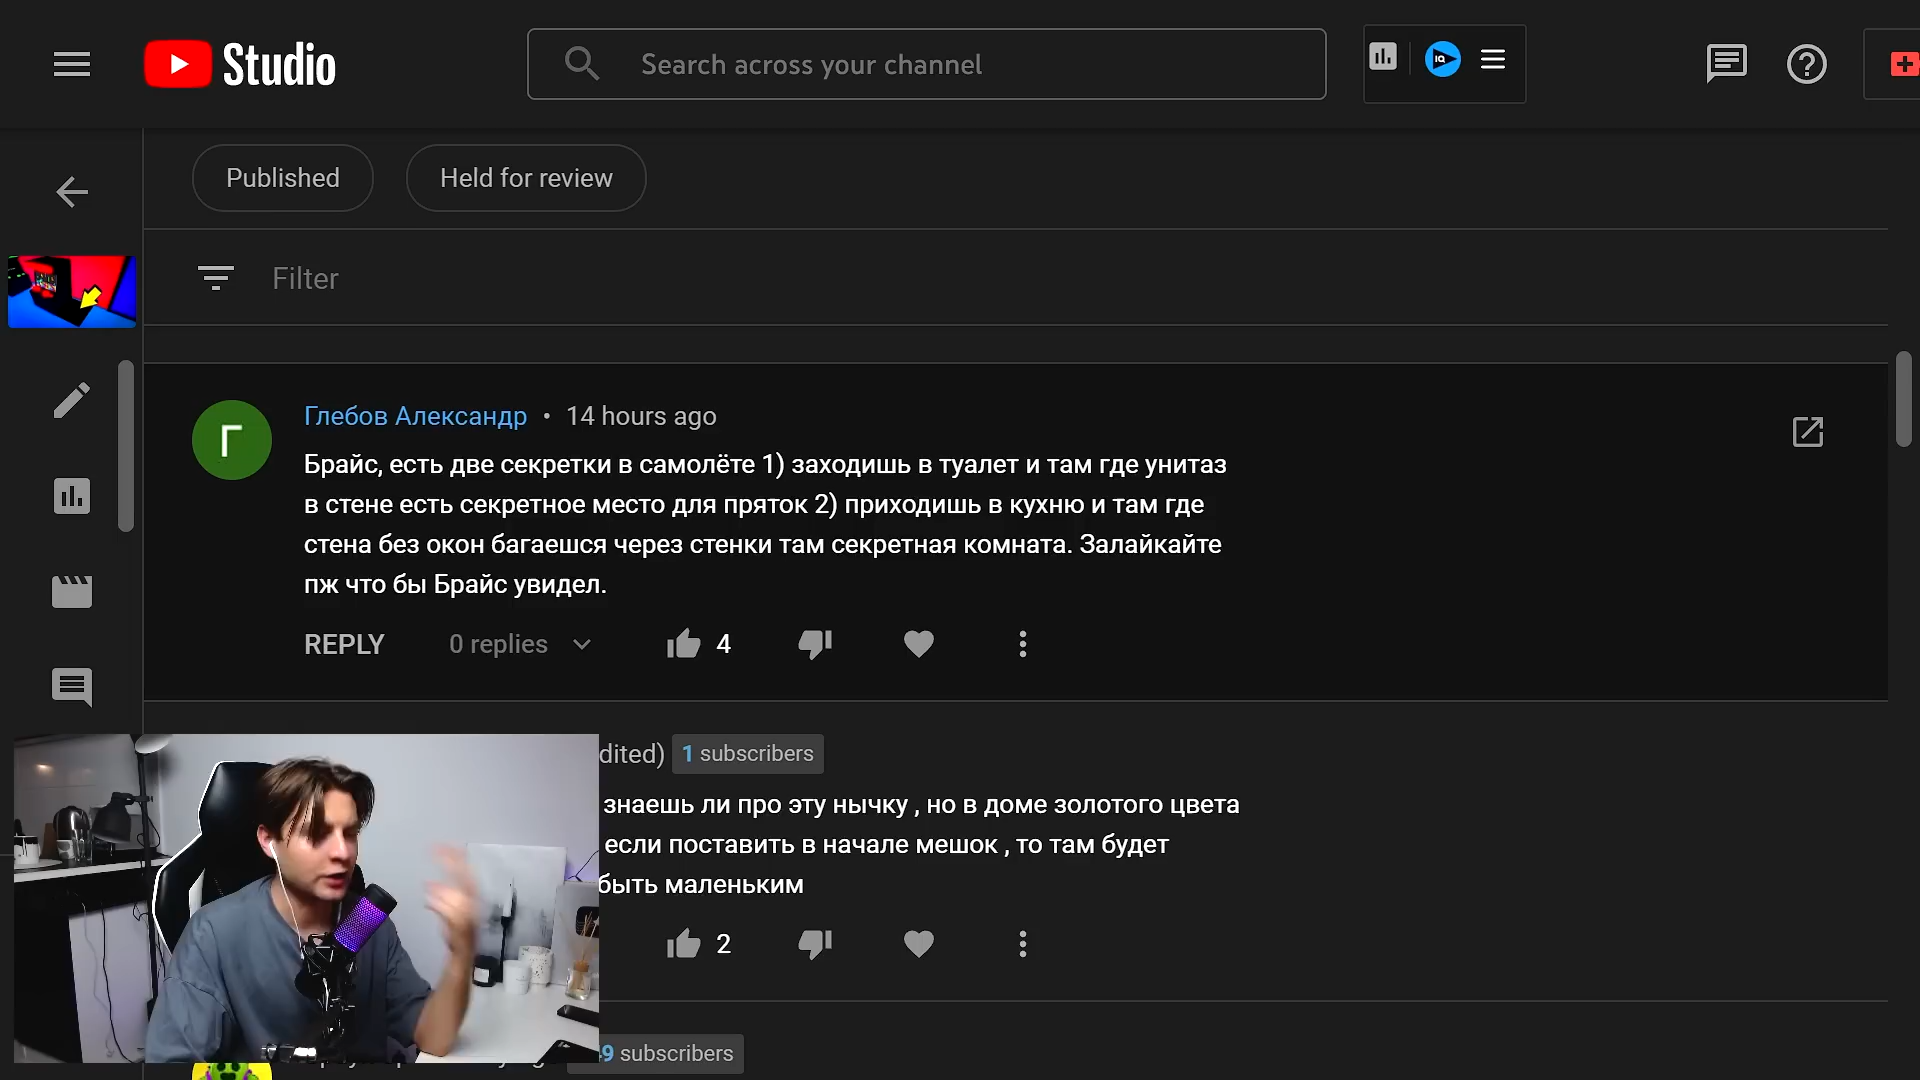 Studio
Search across your channel
Published
Held for review
Filter
Глебов Александр • 14 hours ago
Брайс, есть две секретки в самолёте 1) заходишь в туалет и там где унитаз
в стене есть секретное место для пряток 2) приходишь в кухню и там где
стена без окон багаешся через стенки там секретная комната. Залайкайте
пж что бы Брайс увидел.
REPLY 0 replies 4
dited) 1 subscribers
знаешь ли про эту нычку , но в доме золотого цвета
если поставить в начале мешок , то там будет
быть маленьким
2
9 subscribers